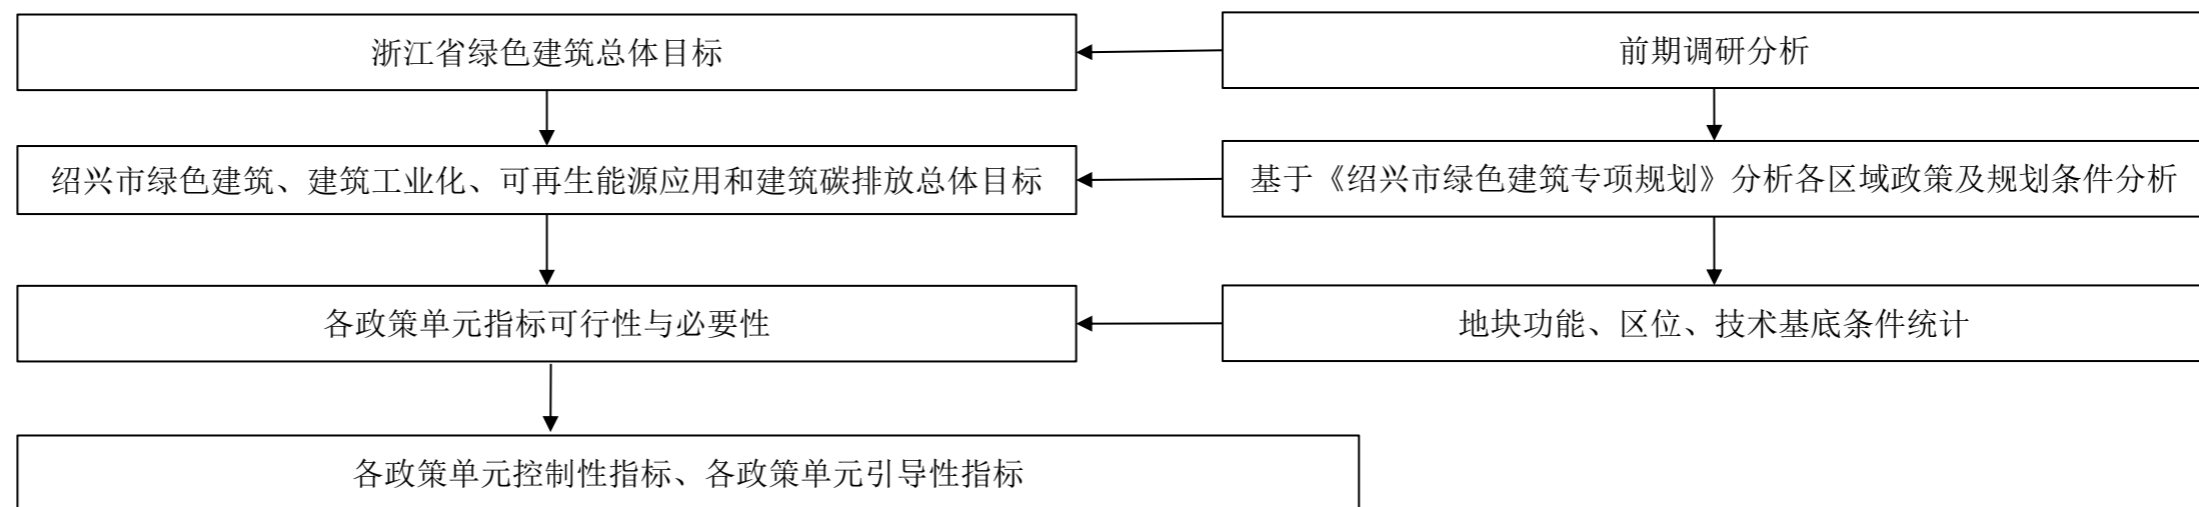 浙江省绿色建筑总体目标
前期调研分析
绍兴市绿色建筑、建筑工业化、可再生能源应用和建筑碳排放总体目标
基于《绍兴市绿色建筑专项规划》分析各区域政策及规划条件分析
各政策单元指标可行性与必要性
地块功能、区位、技术基底条件统计
各政策单元控制性指标、各政策单元引导性指标